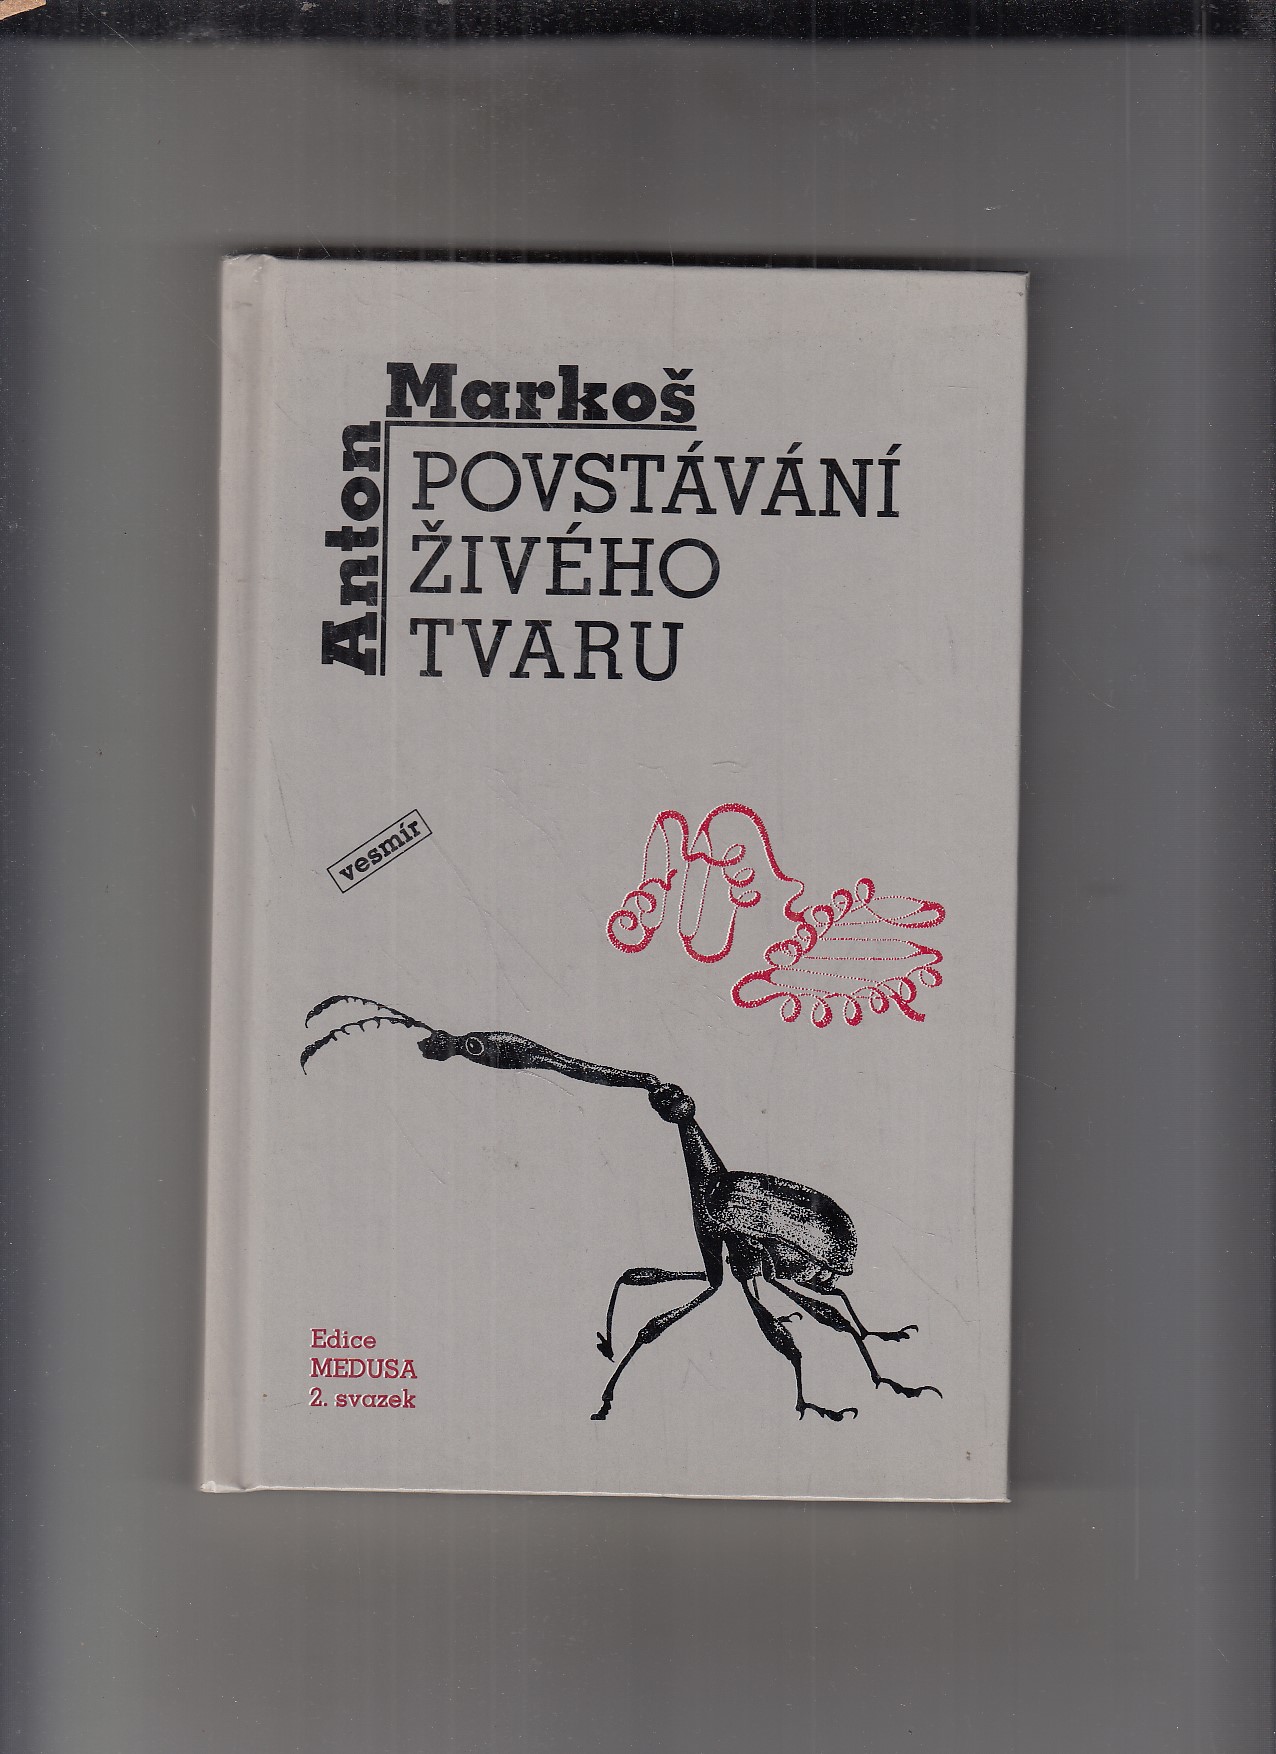 Anton
Markoš
POVSTÁVÁNÍ
ŽIVÉHO
TVARU
vesmír
Edice
MEDUSA
2. svazek